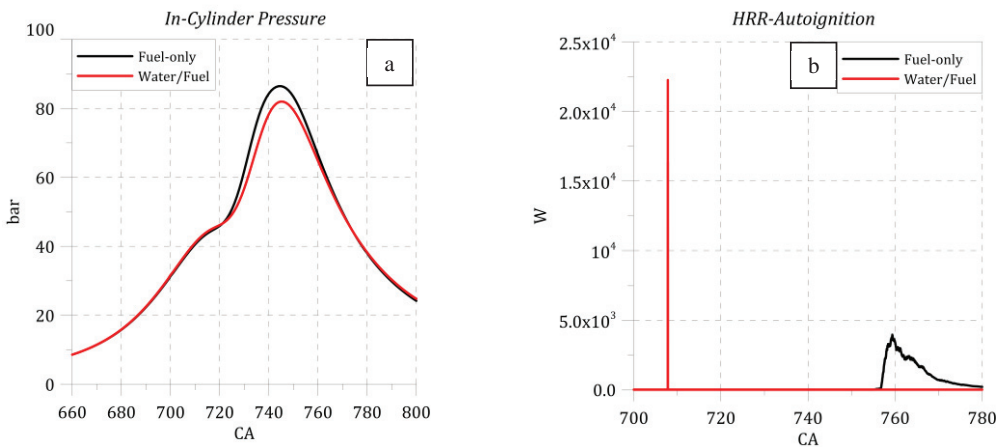 In-Cylinder Pressure
100
Fuel-only
Water/Fuel
a
80
60
bar
40
20
0
660 680 700 720 740 760 780 800
CA
HRR-Autoignition
2.5x10⁴
b
Fuel-only
Water/Fuel
2.0x10⁴
1.5x10⁴
W
10⁴
5.0x10³
0.0
700 720 740 760 780
CA